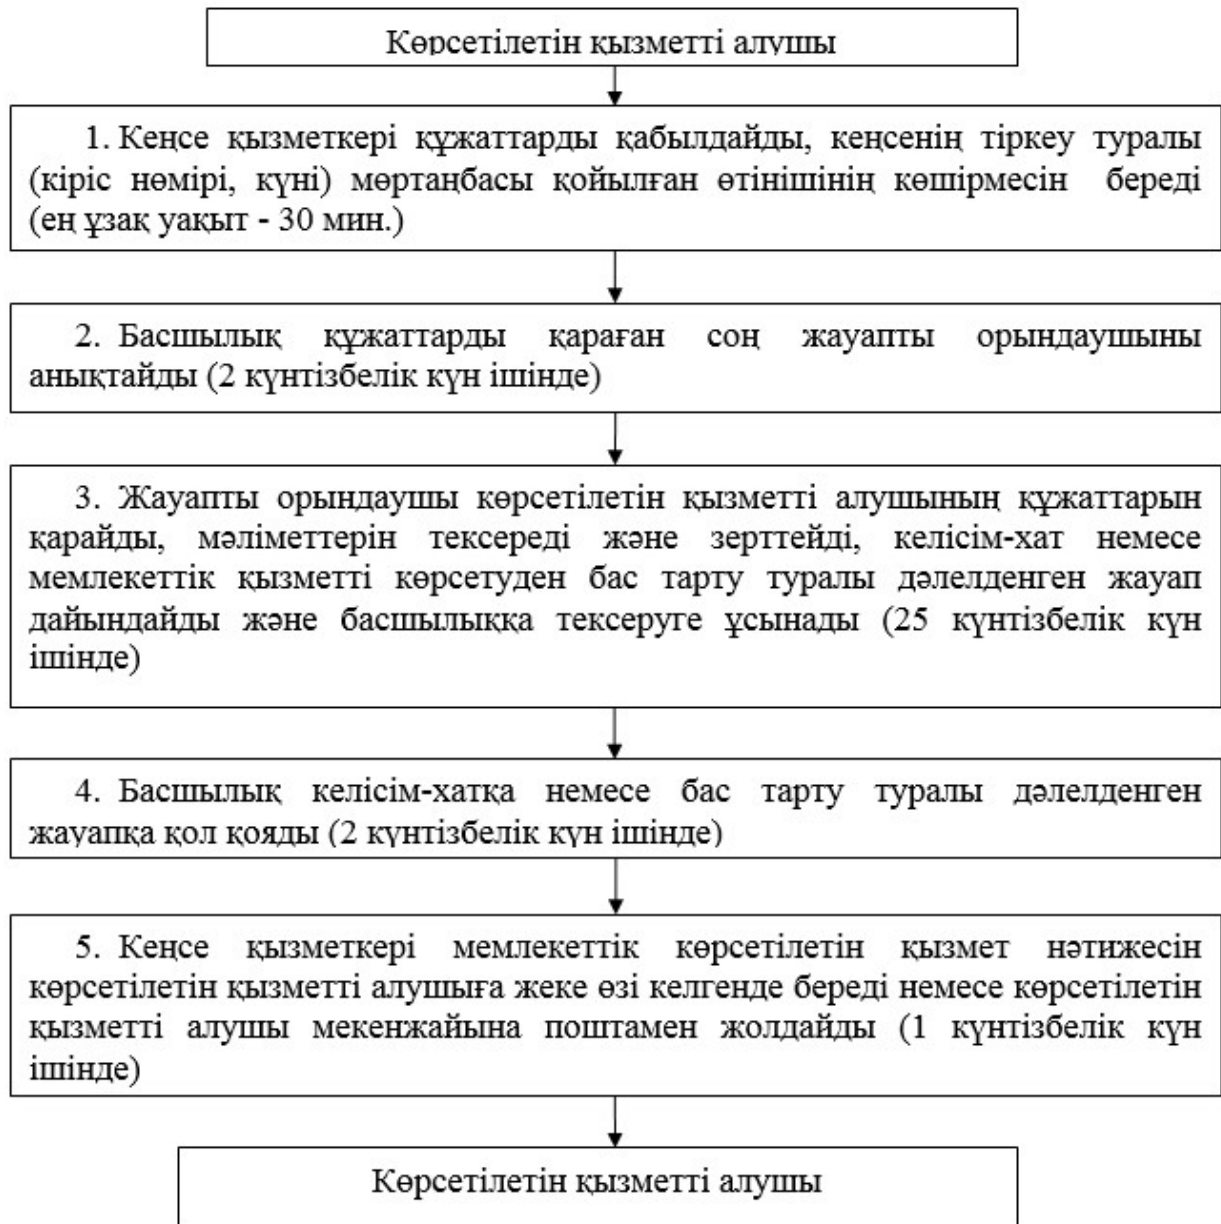 Көрсетілетін қызметті алушы
1. Кеңсе қызметкері құжаттарды қабылдайды, кеңсенің тіркеу туралы
(кіріс нөмірі, күні) мөртаңбасы қойылған өтінішінің көшірмесін береді
(ең ұзақ уақыт - 30 мин.)
2. Басшылық құжаттарды қараған соң жауапты орындаушыны
анықтайды (2 күнтізбелік күн ішінде)
3. Жауапты орындаушы көрсетілетін қызметті алушының құжаттарын
қарайды, мәліметтерін тексереді және зерттейді, келісім-хат немесе
мемлекеттік қызметті көрсетуден бас тарту туралы дәлелденген жауап
дайындайды және басшылыққа тексеруге ұсынады (25 күнтізбелік күн
ішінде)
4. Басшылық келісім-хатқа немесе бас тарту туралы дәлелденген
жауапқа қол қояды (2 күнтізбелік күн ішінде)
5. Кеңсе қызметкері мемлекеттік көрсетілетін қызмет нәтижесін
көрсетілетін қызметті алушыға жеке өзі келгенде береді немесе көрсетілетін
қызметті алушы мекенжайына поштамен жолдайды (1 күнтізбелік күн
ішінде)
Көрсетілетін қызметті алушы